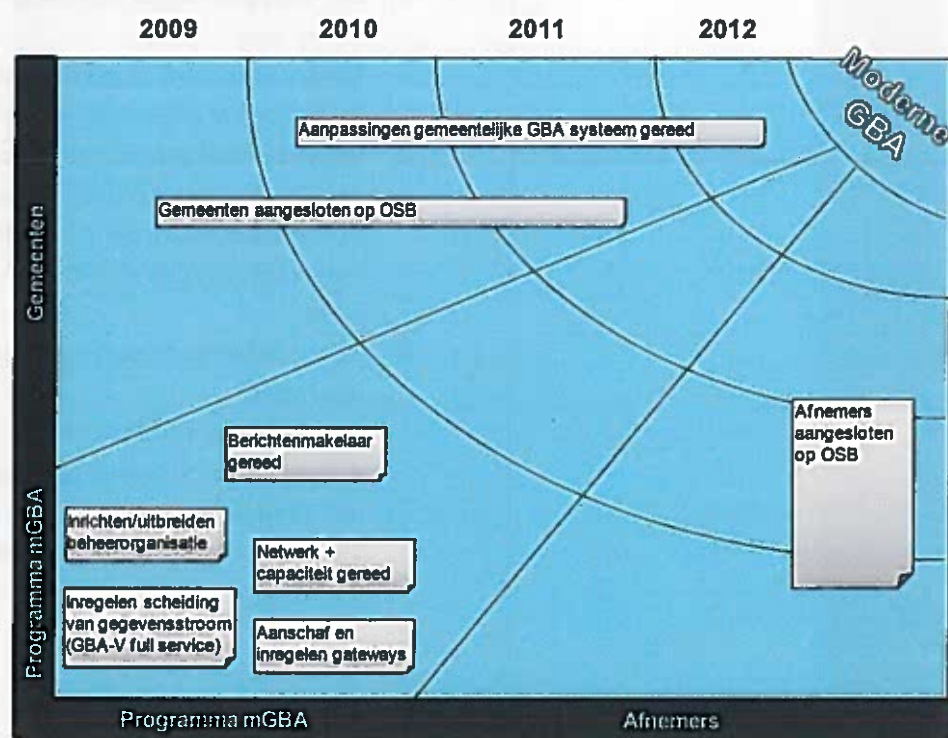 2009 2010 2011 2012
Moderne
GBA
Aanpassingen gemeentelijke GBA systeem gereed
Gemeenten aangesloten op OSB
Gemeenten
Afnemers
aangesloten
op OSB
Berichtenmakelaar
gereed
Inrichten/uitbreiden
beheerorganisatie
Netwerk +
capaciteit gereed
Inregelen scheiding
van gegevensstroom
(GBA-V full service)
Aanschaf en
inregelen gateways
Programma mGBA
Programma mGBA
Afnemers